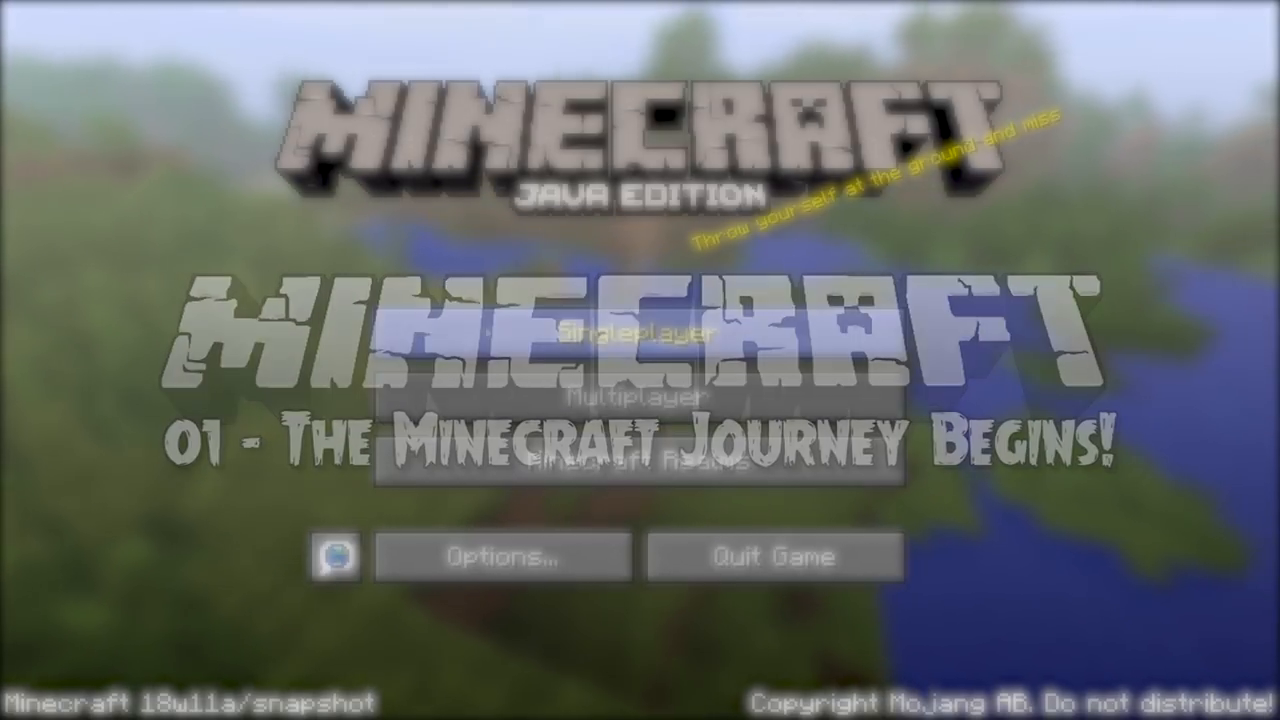 MINECRAFT
JAVA EDITION
Throw yourself at the ground and miss
MINECRAFT
Singleplayer
Multiplayer
01 - The Minecraft Journey Begins!
Minecraft Realms
Options...
Quit Game
Minecraft 18w11a/snapshot
Copyright Mojang AB. Do not distribute!